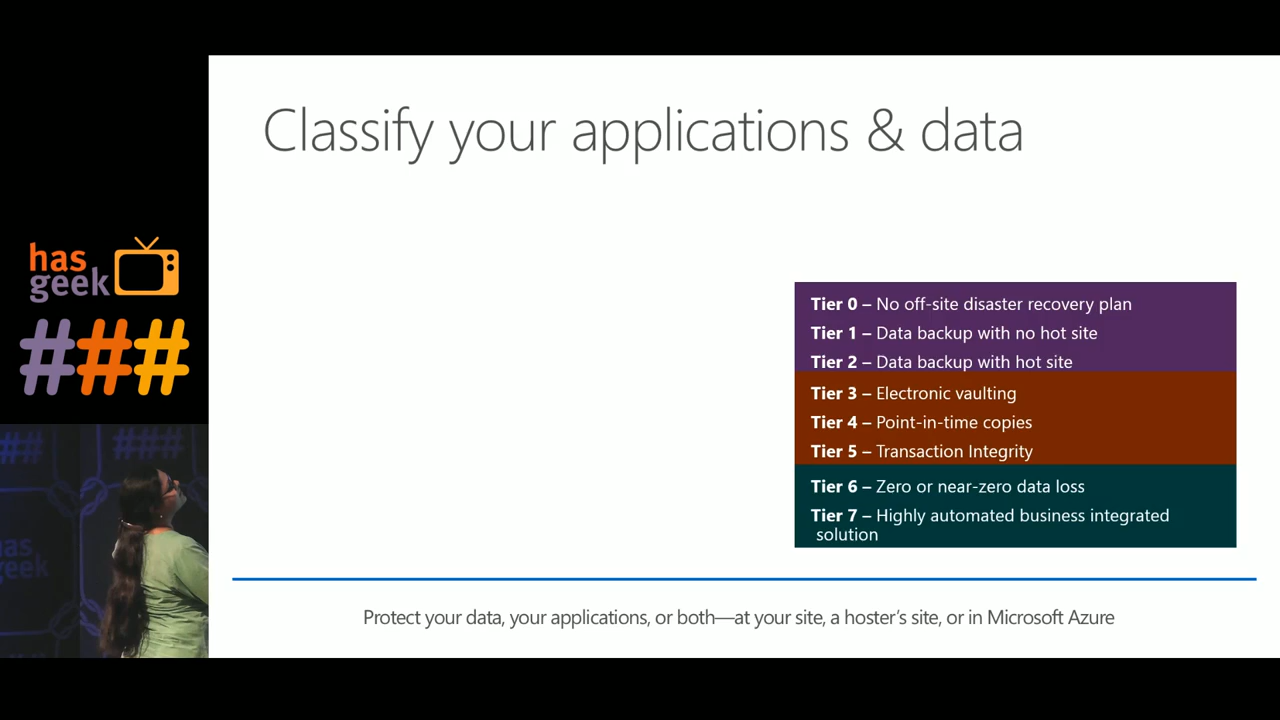 Classify your applications & data
has
geek
###
Tier 0 – No off-site disaster recovery plan
Tier 1 – Data backup with no hot site
Tier 2 – Data backup with hot site
Tier 3 – Electronic vaulting
Tier 4 – Point-in-time copies
Tier 5 – Transaction Integrity
Tier 6 – Zero or near-zero data loss
Tier 7 – Highly automated business integrated
solution
Protect your data, your applications, or both—at your site, a hoster's site, or in Microsoft Azure
##
###
geek